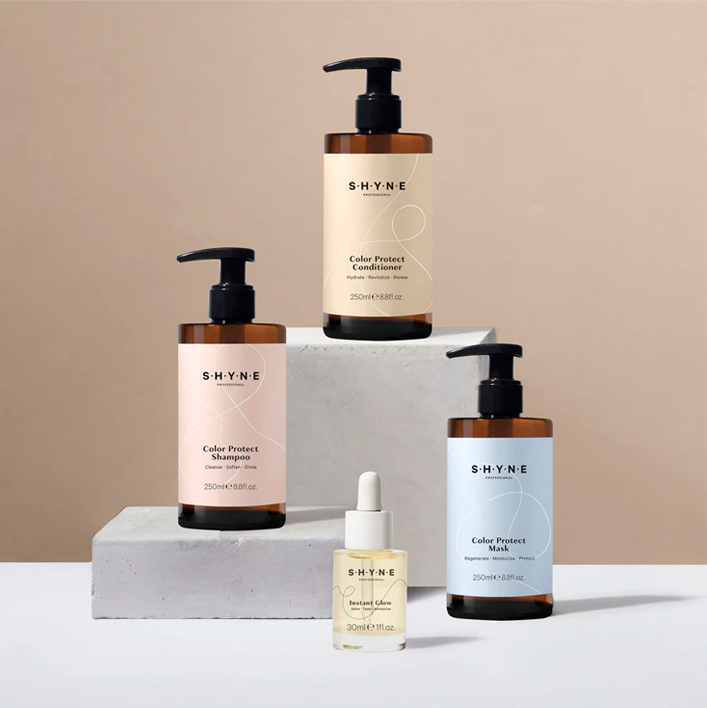 S·H·Y·N·E
PROFESSIONAL
Color Protect
Conditioner
Hydrate · Revitalize · Renew
250ml ℮ 8.8fl.oz.
S·H·Y·N·E
PROFESSIONAL
Color Protect
Shampoo
Cleanse · Soften · Shine
250ml ℮ 8.8fl.oz.
S·H·Y·N·E
PROFESSIONAL
Color Protect
Mask
Regenerate · Moisturize · Protect
250ml ℮ 8.8fl.oz.
S·H·Y·N·E
PROFESSIONAL
Instant Glow
Moisturize
30ml ℮ 1fl.oz.